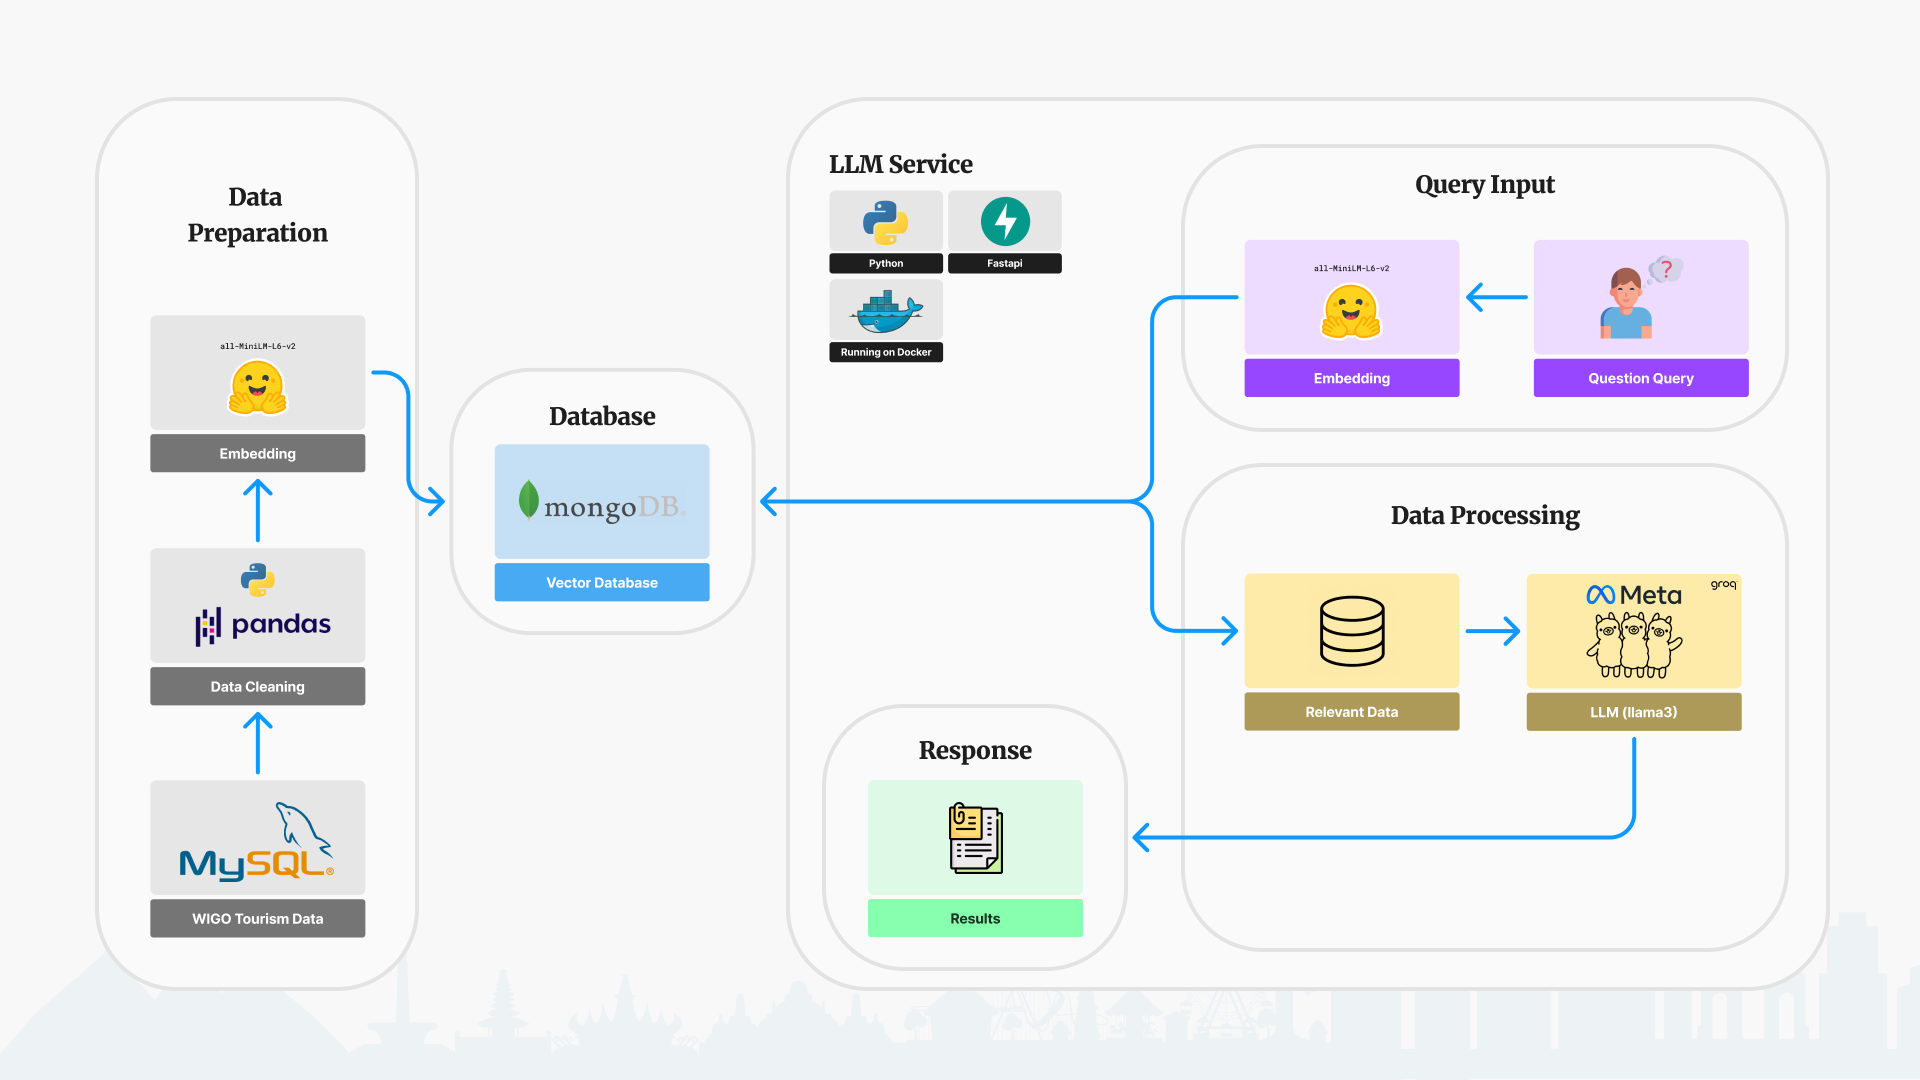 Data
Preparation
all-MiniLM-L6-v2
Embedding
pandas
Data Cleaning
MySQL®
WIGO Tourism Data
Database
mongoDB®
Vector Database
LLM Service
Python
Fastapi
Running on Docker
Query Input
all-MiniLM-L6-v2
Embedding
?
Question Query
Data Processing
Relevant Data
Meta
groq
LLM (llama3)
Response
Results